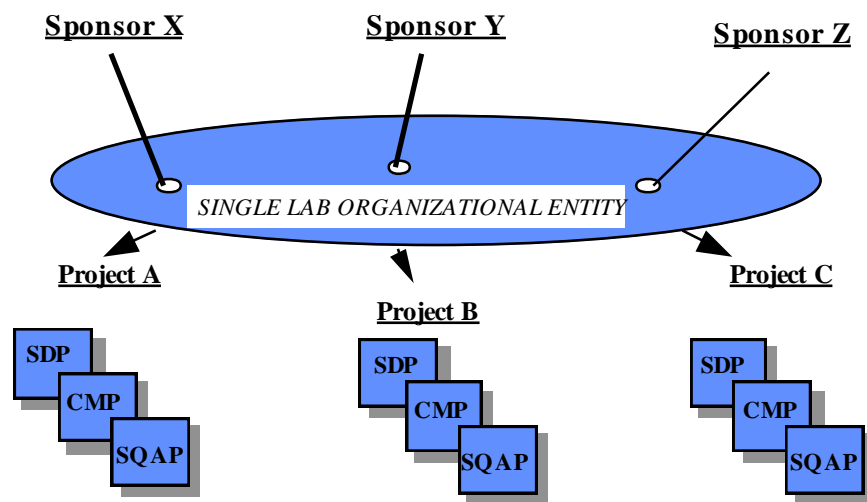 Sponsor X
Sponsor Y
Sponsor Z
SINGLE LAB ORGANIZATIONAL ENTITY
Project A
Project B
Project C
SDP
CMP
SQAP
SDP
CMP
SQAP
SDP
CMP
SQAP